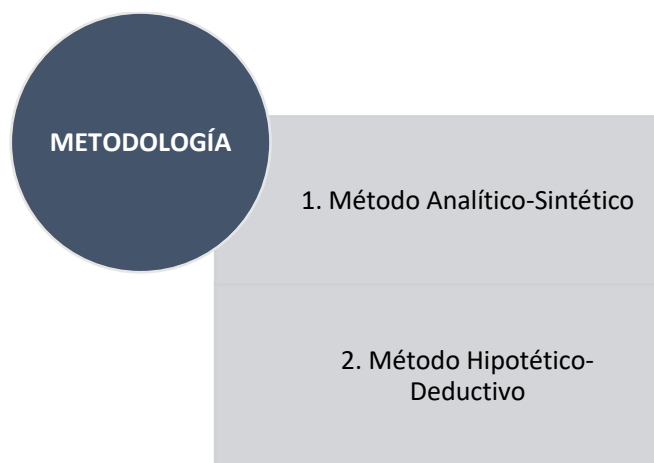 METODOLOGÍA
1. Método Analítico-Sintético
2. Método Hipotético-
Deductivo